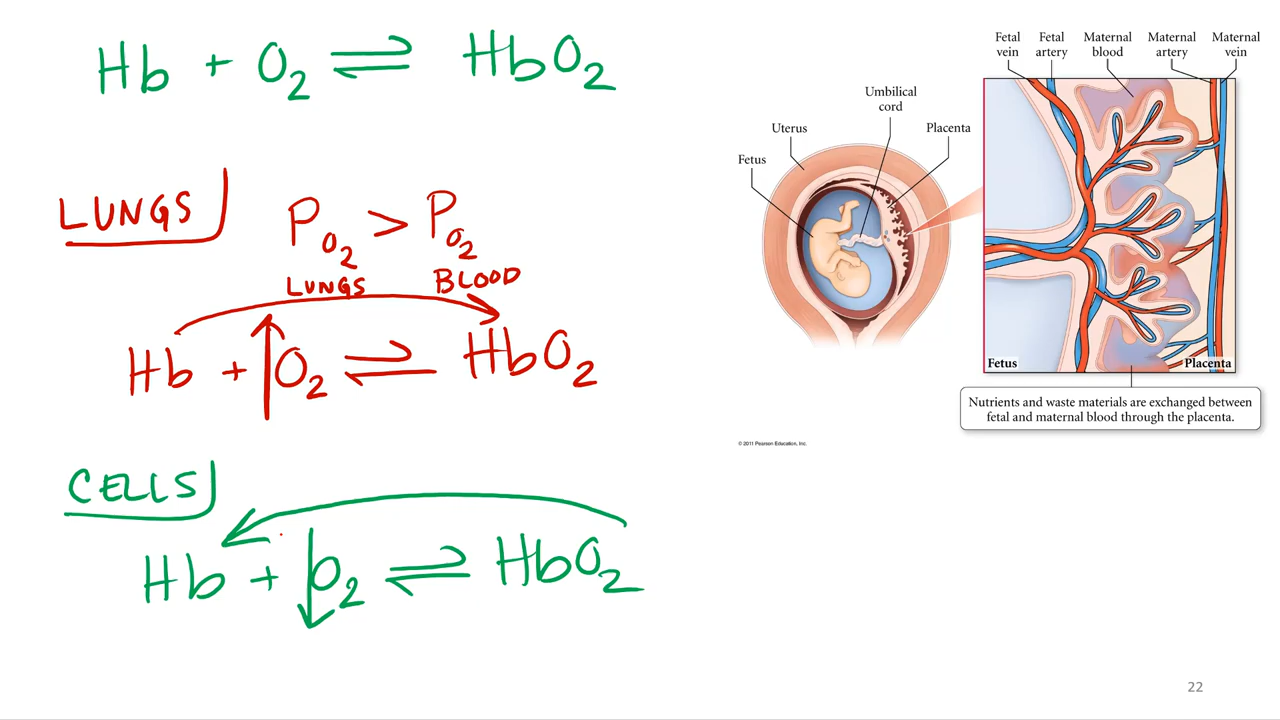 Hb + O₂ ⇌ HbO₂
LUNGS
P O₂ > P O₂
LUNGS BLOOD
Hb + ↑O₂ ⇌ HbO₂
CELLS
Hb + ↓O₂ ⇌ HbO₂
Fetal vein
Fetal artery
Maternal blood
Maternal artery
Maternal vein
Umbilical cord
Uterus
Placenta
Fetus
Fetus
Placenta
Nutrients and waste materials are exchanged between
fetal and maternal blood through the placenta.
© 2011 Pearson Education, Inc.
22